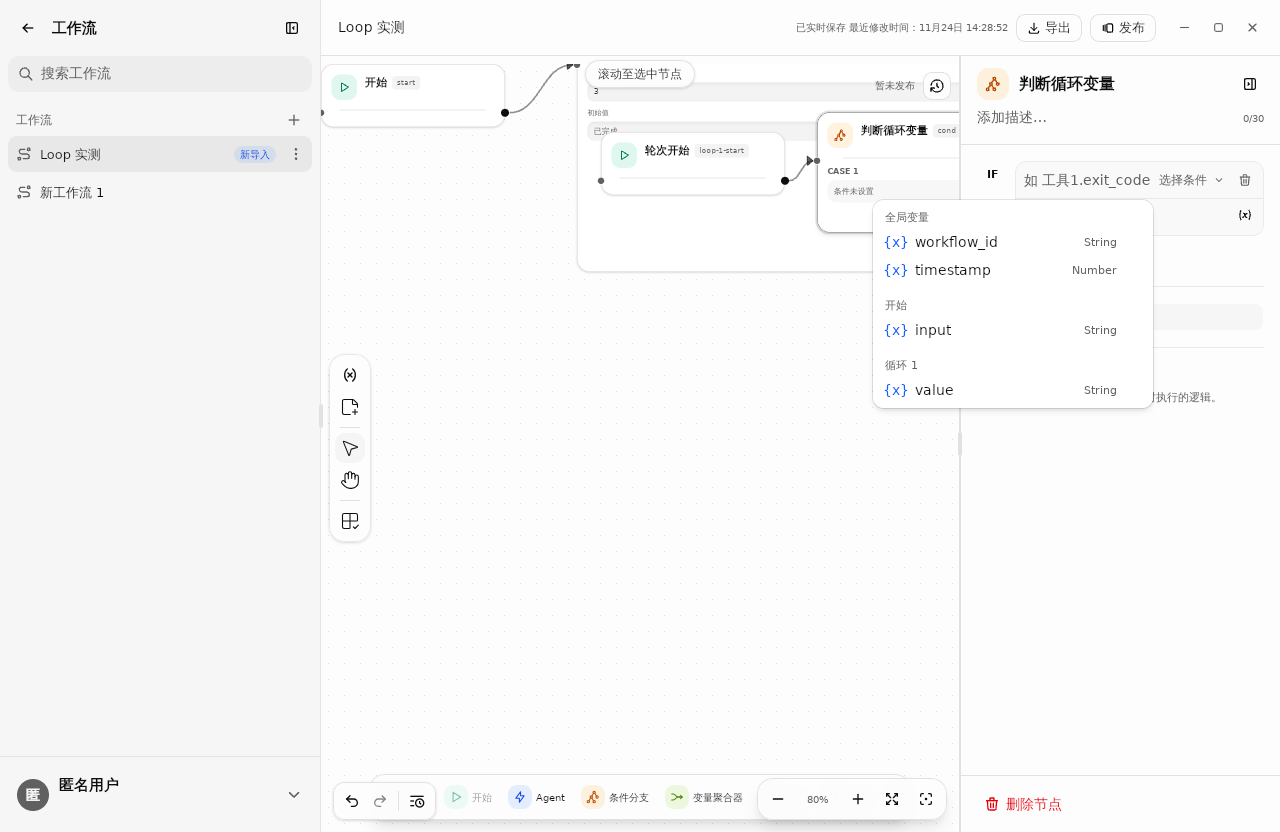 工作流
搜索工作流
工作流
Loop 实测
新导入
新工作流 1
匿
匿名用户
Loop 实测
已实时保存 最近修改时间：11月24日 14:28:52
导出
发布
开始 start
滚动至选中节点
3
暂未发布
初始值
已完成
轮次开始 loop-1-start
判断循环变量 cond
CASE 1
条件未设置
开始
Agent
条件分支
变量聚合器
80%
判断循环变量
添加描述...
0/30
IF
如 工具1.exit_code 选择条件
(x)
全局变量
{x} workflow_id String
{x} timestamp Number
开始
{x} input String
循环 1
{x} value String
执行的逻辑。
删除节点